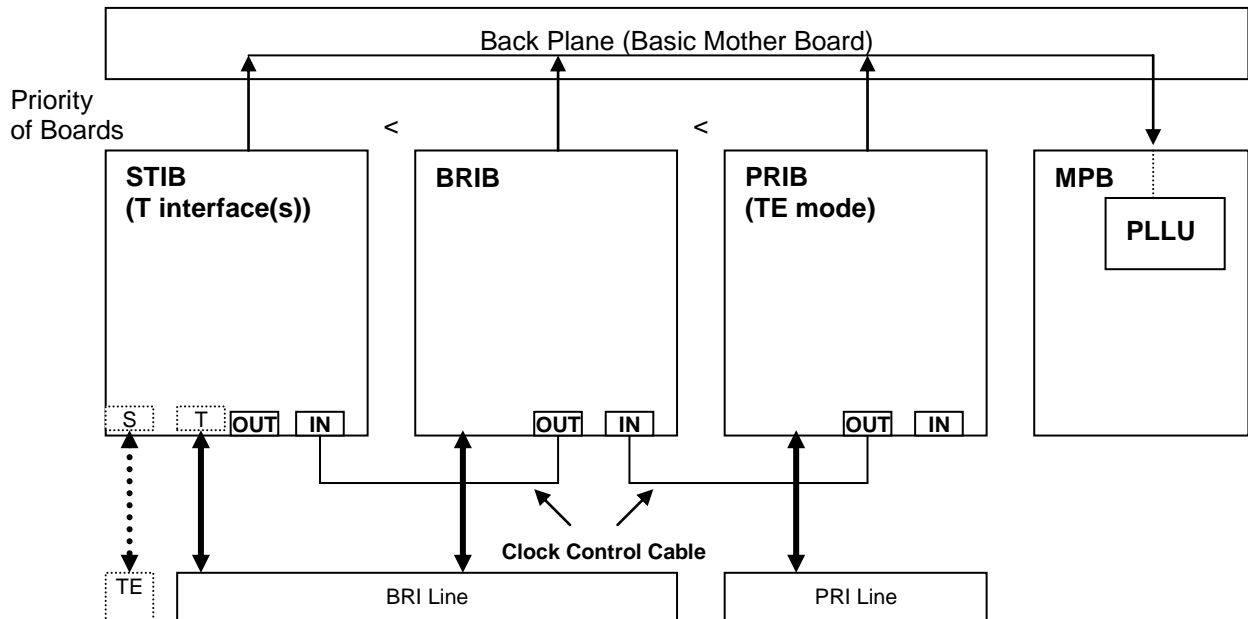 Back Plane (Basic Mother Board)
Priority
of Boards
< <
STIB
(T interface(s))
BRIB
PRIB
(TE mode)
MPB
PLLU
S T OUT IN
OUT IN
OUT IN
Clock Control Cable
TE
BRI Line
PRI Line